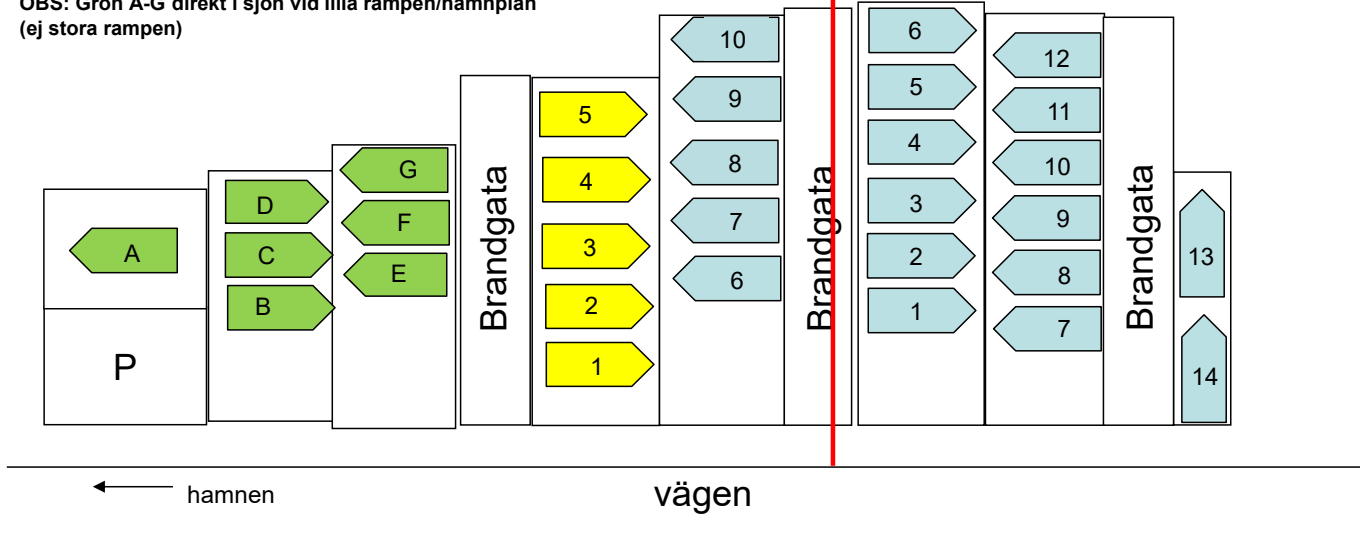 OBS: Grön A-G direkt i sjön vid lilla rampen/hamnplan
(ej stora rampen)
A
P
D
C
B
G
F
E
Brandgata
5
4
3
2
1
10
9
8
7
6
Brandgata
6
5
4
3
2
1
12
11
10
9
8
7
Brandgata
13
14
hamnen
vägen